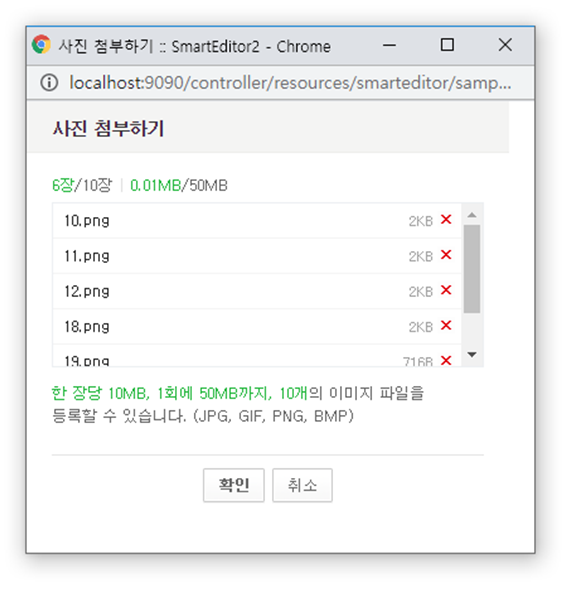 사진 첨부하기 :: SmartEditor2 - Chrome
localhost:9090/controller/resources/smarteditor/samp...
사진 첨부하기
6장/10장 | 0.01MB/50MB
10.png 2KB
11.png 2KB
12.png 2KB
18.png 2KB
19.png 716B
한 장당 10MB, 1회에 50MB까지, 10개의 이미지 파일을
등록할 수 있습니다. (JPG, GIF, PNG, BMP)
확인 취소